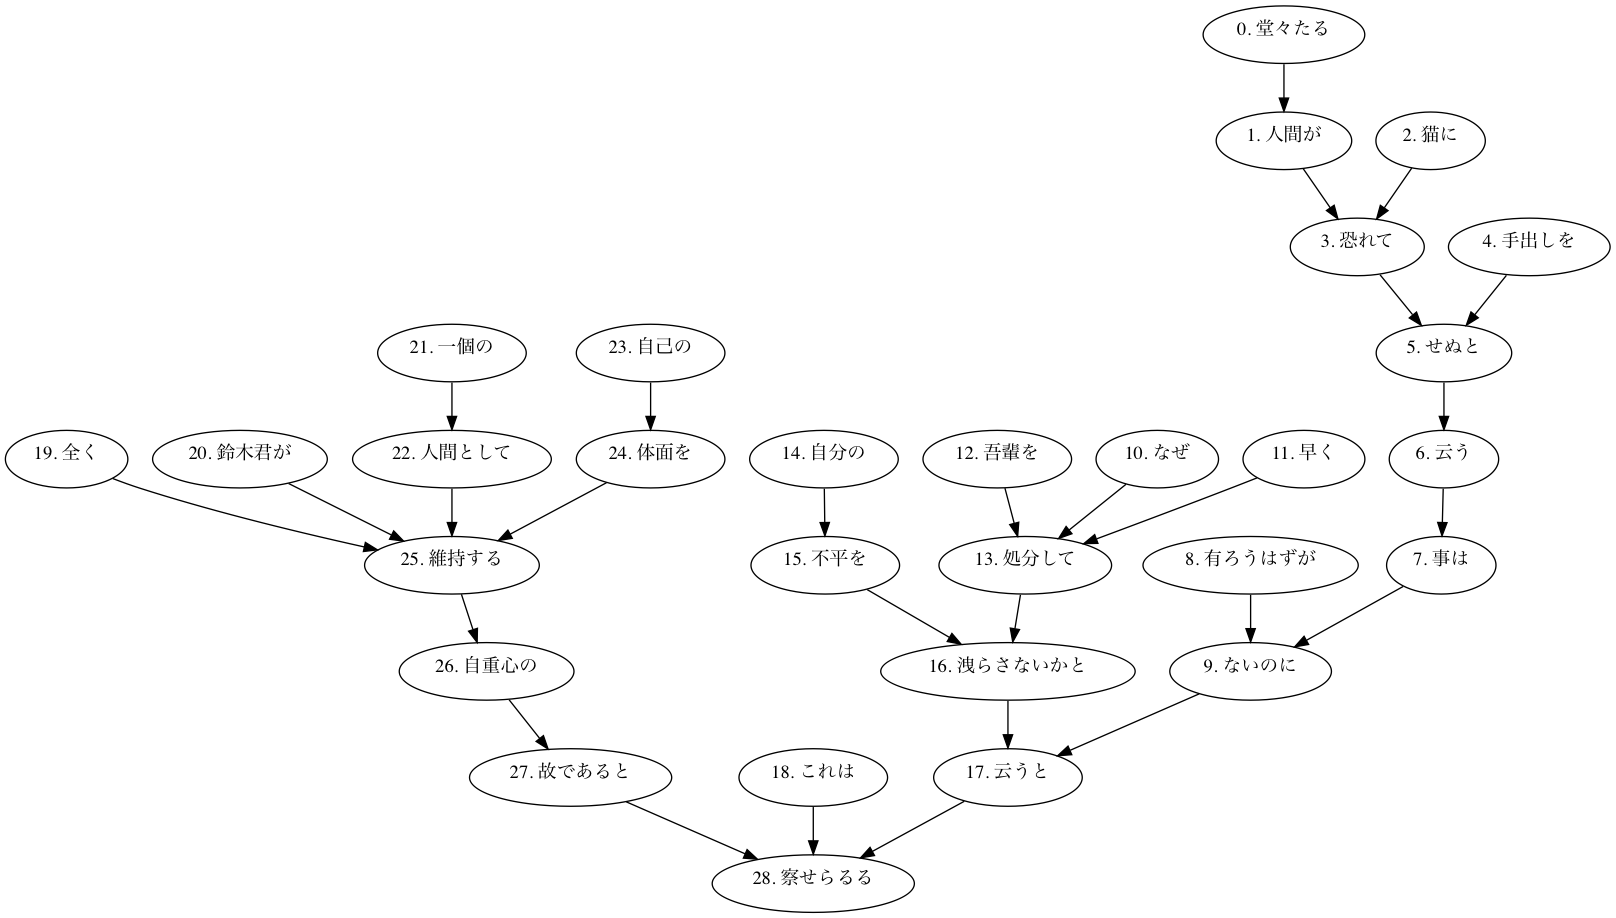 0. 堂々たる
1. 人間が
2. 猫に
3. 恐れて
4. 手出しを
21. 一個の
23. 自己の
5. せぬと
19. 全く
20. 鈴木君が
22. 人間として
24. 体面を
14. 自分の
12. 吾輩を
10. なぜ
11. 早く
6. 云う
25. 維持する
15. 不平を
13. 処分して
8. 有ろうはずが
7. 事は
26. 自重心の
16. 洩らさないかと
9. ないのに
27. 故であると
18. これは
17. 云うと
28. 察せらるる